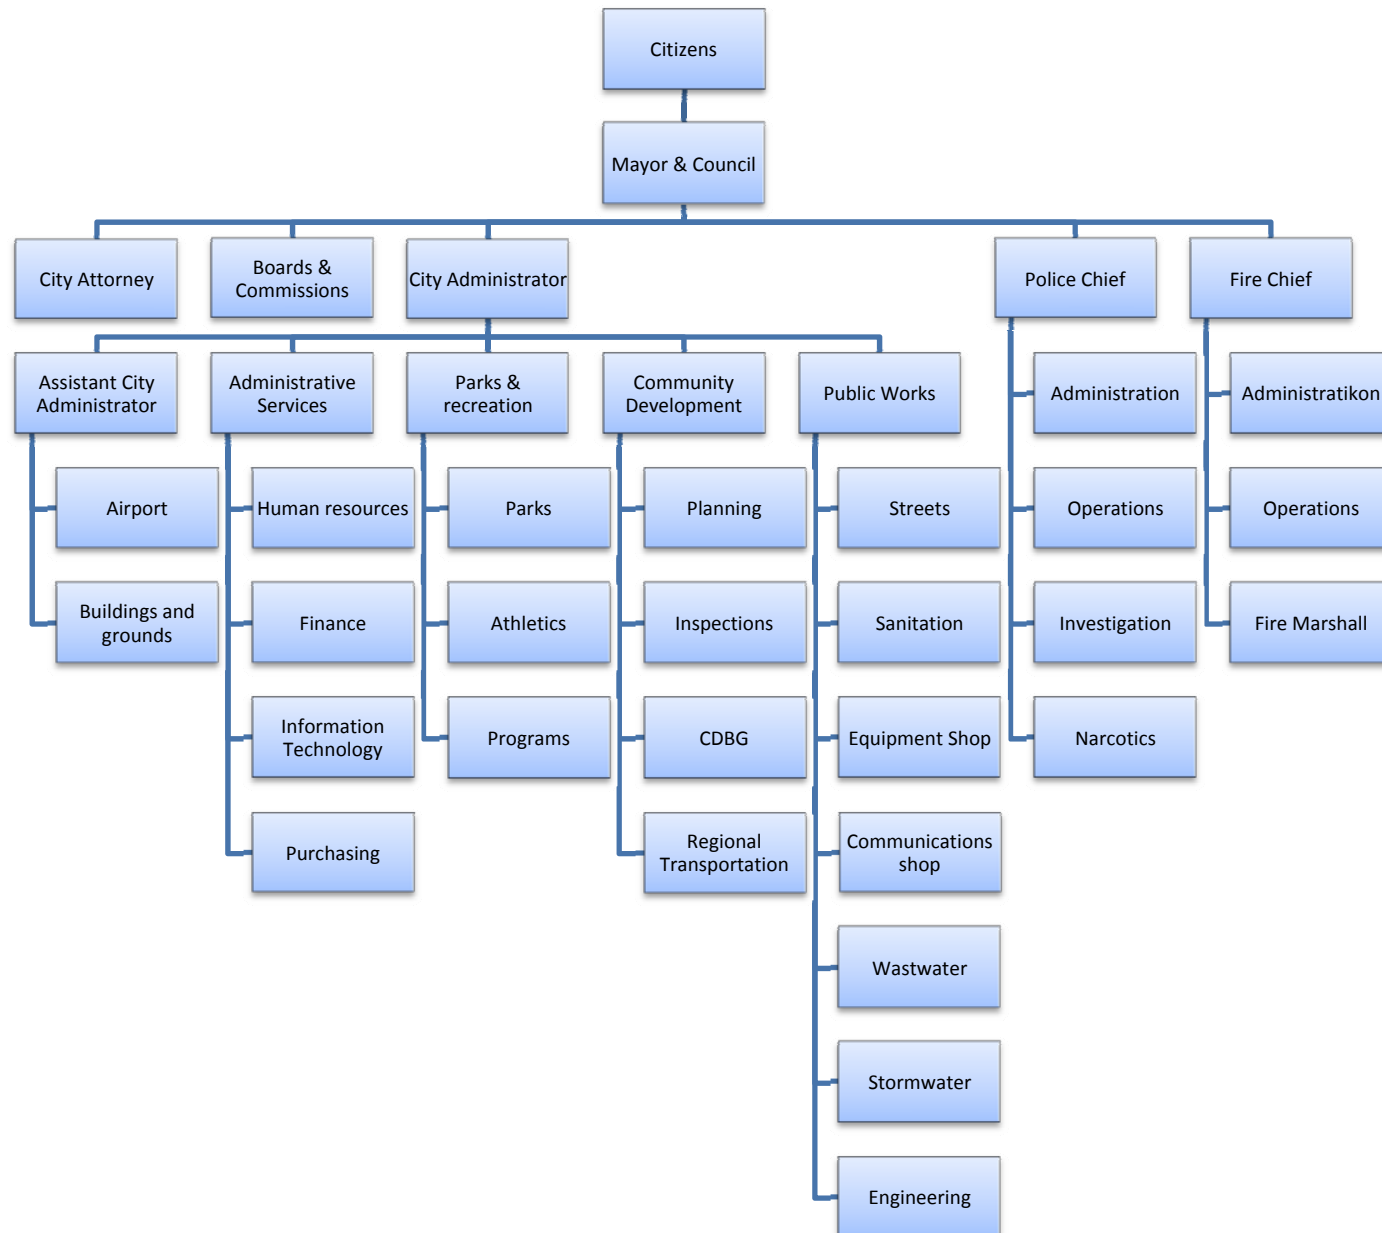 Citizens
Mayor & Council
City Attorney
Boards &
Commissions
City Administrator
Police Chief
Fire Chief
Assistant City
Administrator
Administrative
Services
Parks &
recreation
Community
Development
Public Works
Administration
Administratikon
Airport
Human resources
Parks
Planning
Streets
Operations
Operations
Buildings and
grounds
Finance
Athletics
Inspections
Sanitation
Investigation
Fire Marshall
Information
Technology
Programs
CDBG
Equipment Shop
Narcotics
Purchasing
Regional
Transportation
Communications
shop
Wastwater
Stormwater
Engineering